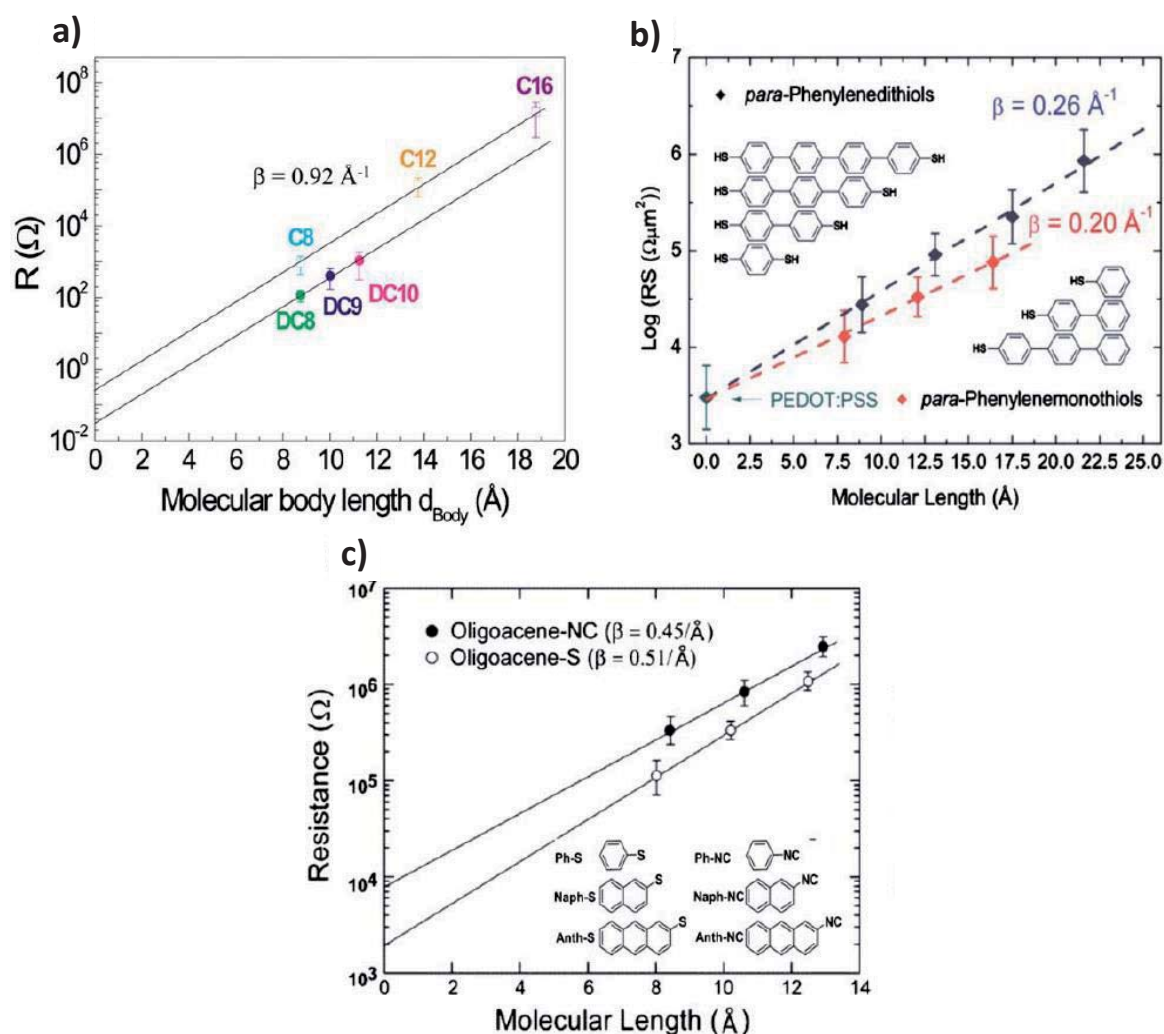 a)
10^8
10^6
10^4
10^2
10^0
10^-2
R (Ω)
C16
C12
β = 0.92 Å^-1
C8
DC8
DC9
DC10
0 2 4 6 8 10 12 14 16 18 20
Molecular body length d_Body (Å)
b)
7
6
5
4
3
Log (RS (Ωμm^2))
para-Phenylenedithiols
β = 0.26 Å^-1
HS SH
HS SH
HS SH
HS SH
β = 0.20 Å^-1
HS
HS
HS
PEDOT:PSS
para-Phenylenemonothiols
0.0 2.5 5.0 7.5 10.0 12.5 15.0 17.5 20.0 22.5 25.0
Molecular Length (Å)
c)
10^7
10^6
10^5
10^4
10^3
Resistance (Ω)
Oligoacene-NC (β = 0.45/Å)
Oligoacene-S (β = 0.51/Å)
Ph-S S Ph-NC NC
Naph-S S Naph-NC NC
Anth-S S Anth-NC NC
0 2 4 6 8 10 12 14
Molecular Length (Å)